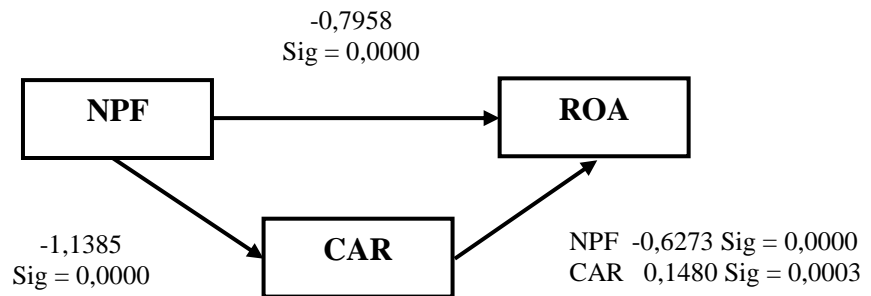 -0,7958
Sig = 0,0000
NPF
ROA
-1,1385
Sig = 0,0000
CAR
NPF -0,6273 Sig = 0,0000
CAR 0,1480 Sig = 0,0003